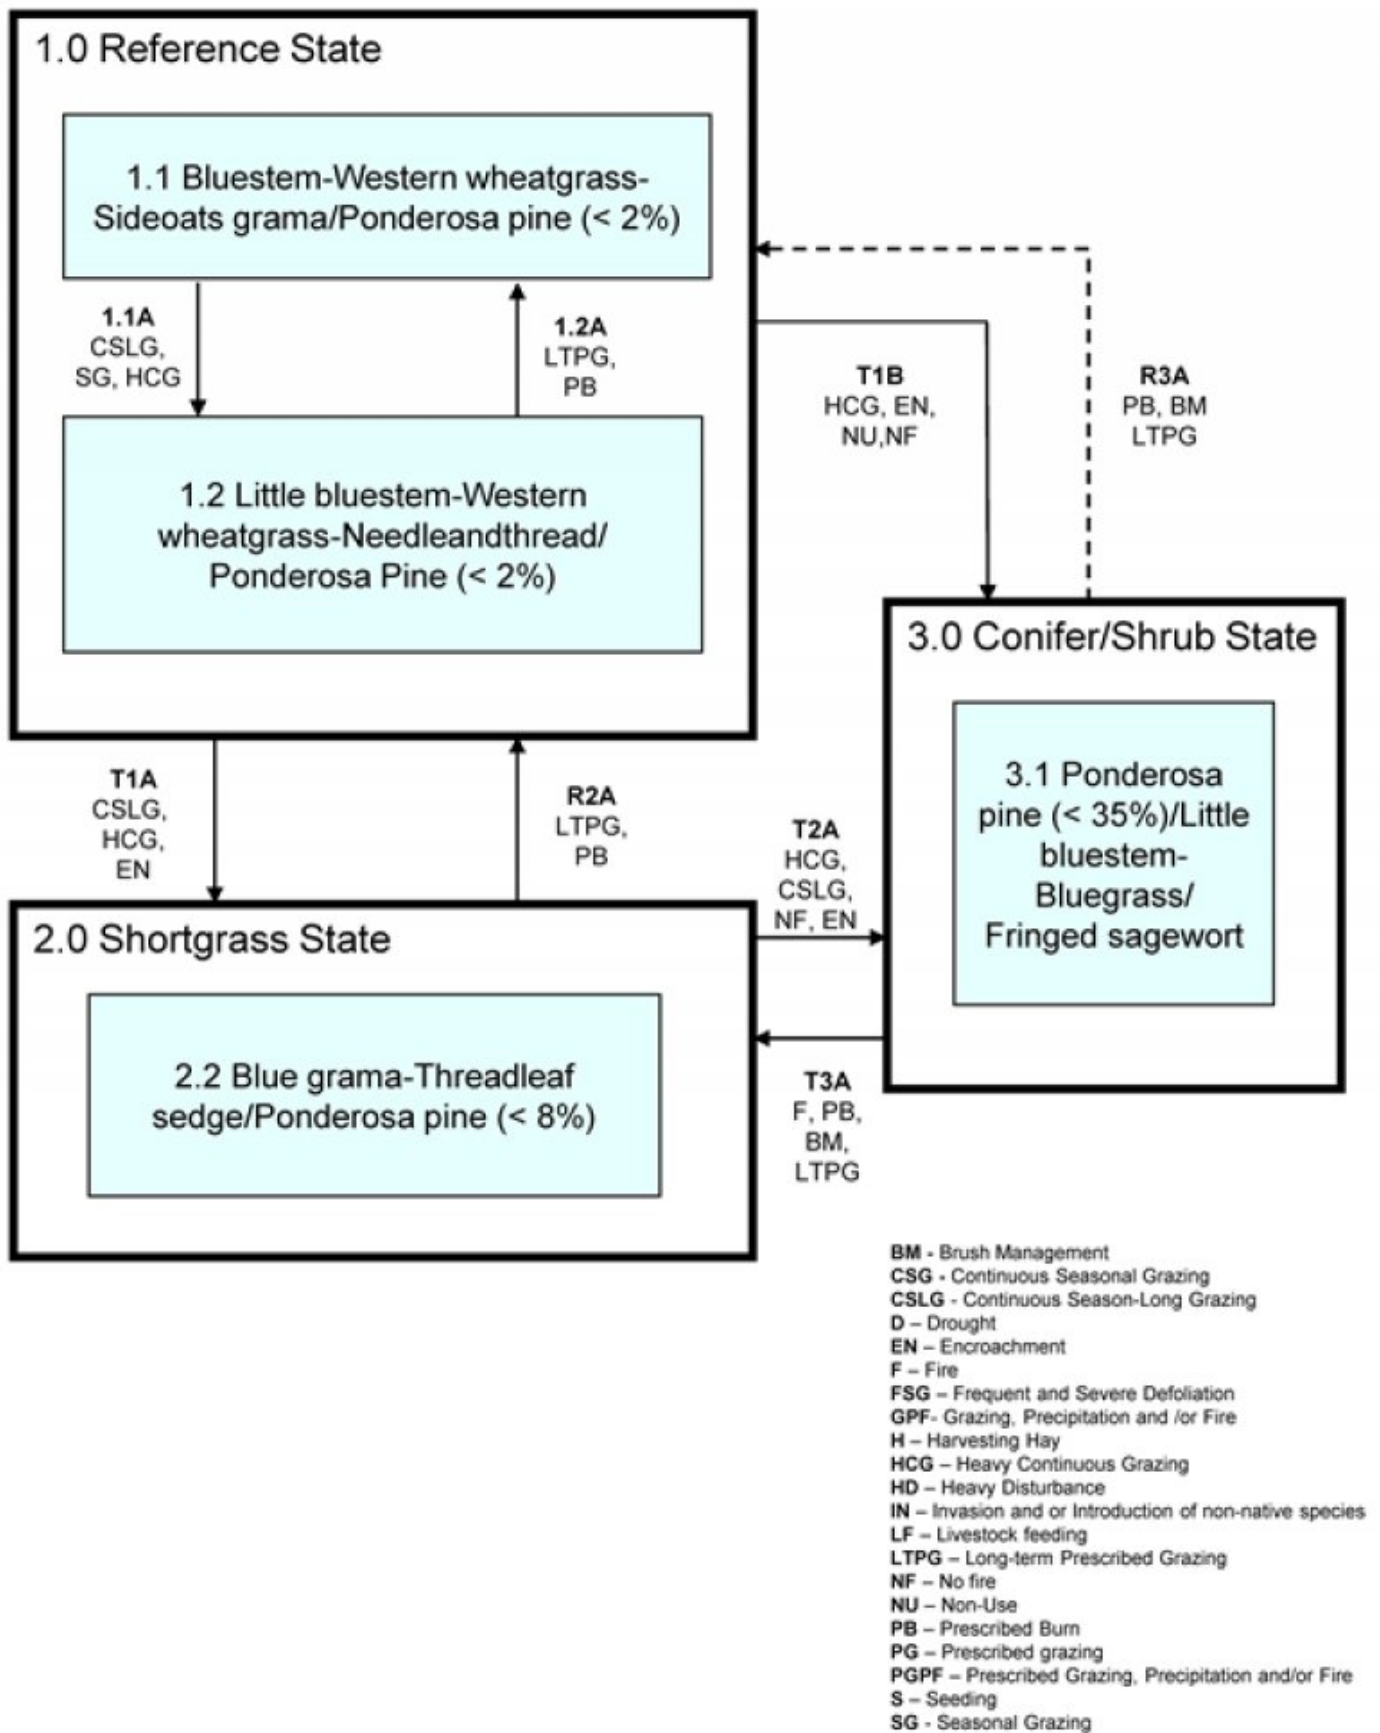 1.0 Reference State
1.1 Bluestem-Western wheatgrass-
Sideoats grama/Ponderosa pine (< 2%)
1.1A
CSLG,
SG, HCG
1.2A
LTPG,
PB
1.2 Little bluestem-Western
wheatgrass-Needleandthread/
Ponderosa Pine (< 2%)
T1B
HCG, EN,
NU,NF
R3A
PB, BM
LTPG
3.0 Conifer/Shrub State
3.1 Ponderosa
pine (< 35%)/Little
bluestem-
Bluegrass/
Fringed sagewort
T1A
CSLG,
HCG,
EN
R2A
LTPG,
PB
T2A
HCG,
CSLG,
NF, EN
2.0 Shortgrass State
2.2 Blue grama-Threadleaf
sedge/Ponderosa pine (< 8%)
T3A
F, PB,
BM,
LTPG
BM - Brush Management
CSG - Continuous Seasonal Grazing
CSLG - Continuous Season-Long Grazing
D – Drought
EN – Encroachment
F – Fire
FSG – Frequent and Severe Defoliation
GPF- Grazing, Precipitation and /or Fire
H – Harvesting Hay
HCG – Heavy Continuous Grazing
HD – Heavy Disturbance
IN – Invasion and or Introduction of non-native species
LF – Livestock feeding
LTPG – Long-term Prescribed Grazing
NF – No fire
NU – Non-Use
PB – Prescribed Burn
PG – Prescribed grazing
PGPF – Prescribed Grazing, Precipitation and/or Fire
S – Seeding
SG - Seasonal Grazing